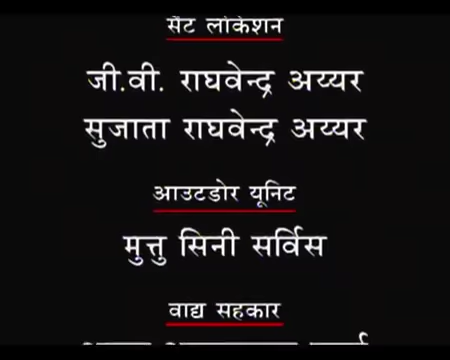 सैट लोकेशन
जी.वी. राघवेन्द्र अय्यर
सुजाता राघवेन्द्र अय्यर
आउटडोर यूनिट
मुत्तु सिनी सर्विस
वाद्य सहकार